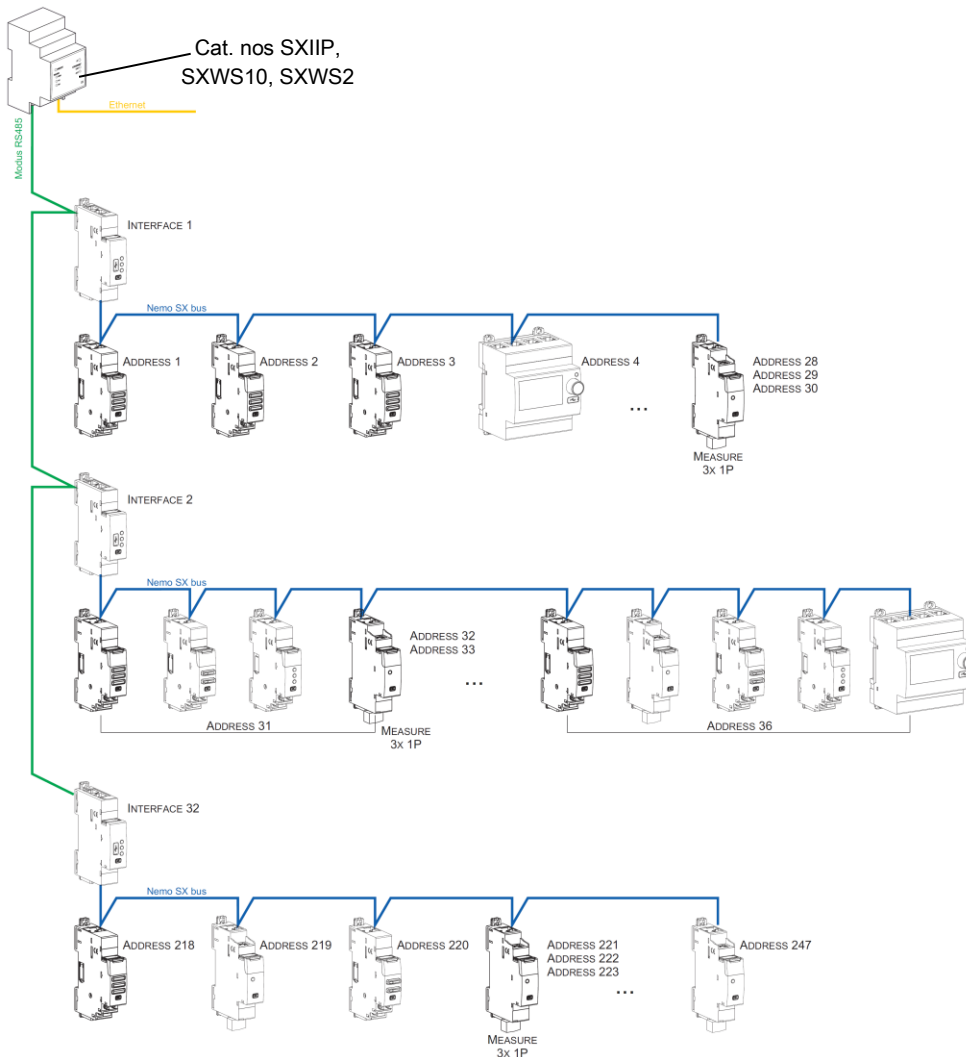 Cat. nos SXIIP,
SXWS10, SXWS2
Ethernet
Modus RS485
INTERFACE 1
Nemo SX bus
ADDRESS 1
ADDRESS 2
ADDRESS 3
ADDRESS 4
ADDRESS 28
ADDRESS 29
ADDRESS 30
...
MEASURE
3X 1P
INTERFACE 2
Nemo SX bus
ADDRESS 32
ADDRESS 33
...
ADDRESS 31
MEASURE
3X 1P
ADDRESS 36
INTERFACE 32
Nemo SX bus
ADDRESS 218
ADDRESS 219
ADDRESS 220
ADDRESS 221
ADDRESS 222
ADDRESS 223
ADDRESS 247
...
MEASURE
3X 1P